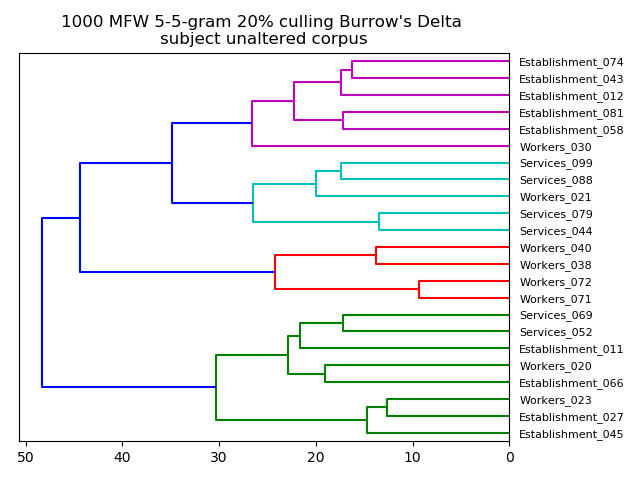 1000 MFW 5-5-gram 20% culling Burrow's Delta
subject unaltered corpus
Establishment_074
Establishment_043
Establishment_012
Establishment_081
Establishment_058
Workers_030
Services_099
Services_088
Workers_021
Services_079
Services_044
Workers_040
Workers_038
Workers_072
Workers_071
Services_069
Services_052
Establishment_011
Workers_020
Establishment_066
Workers_023
Establishment_027
Establishment_045
50 40 30 20 10 0